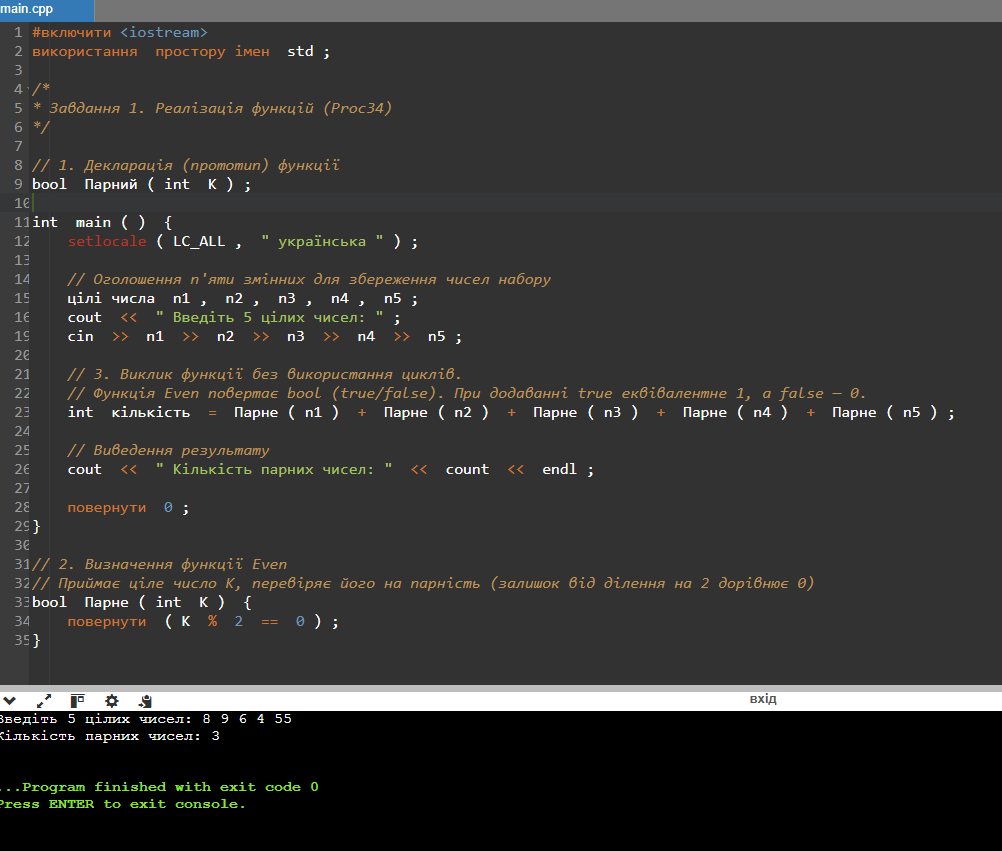 main.cpp
1 #включити <iostream>
2 використання простору імен std ;
3
4 /*
5 * Завдання 1. Реалізація функцій (Proc34)
6 */
7
8 // 1. Декларація (прототип) функції
9 bool Парний ( int K ) ;
10
11 int main ( ) {
12 setlocale ( LC_ALL , " українська " ) ;
13
14 // Оголошення п'яти змінних для збереження чисел набору
15 цілі числа n1 , n2 , n3 , n4 , n5 ;
16 cout << " Введіть 5 цілих чисел: " ;
19 cin >> n1 >> n2 >> n3 >> n4 >> n5 ;
20
21 // 3. Виклик функції без використання циклів.
22 // Функція Even повертає bool (true/false). При додаванні true еквівалентне 1, а false — 0.
23 int кількість = Парне ( n1 ) + Парне ( n2 ) + Парне ( n3 ) + Парне ( n4 ) + Парне ( n5 ) ;
24
25 // Виведення результату
26 cout << " Кількість парних чисел: " << count << endl ;
27
28 повернути 0 ;
29 }
30
31 // 2. Визначення функції Even
32 // Приймає ціле число K, перевіряє його на парність (залишок від ділення на 2 дорівнює 0)
33 bool Парне ( int K ) {
34 повернути ( K % 2 == 0 ) ;
35 }
вхід
Введіть 5 цілих чисел: 8 9 6 4 55
Кількість парних чисел: 3
...Program finished with exit code 0
Press ENTER to exit console.